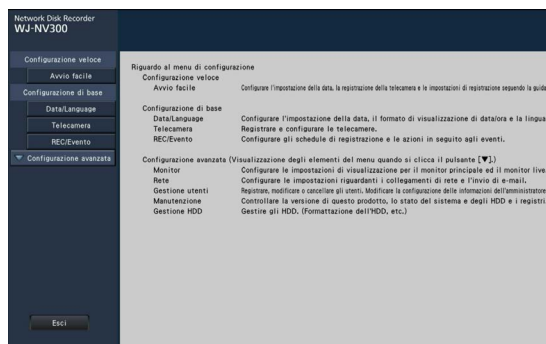 Network Disk Recorder
WJ-NV300
Configurazione veloce
Avvio facile
Configurazione di base
Data/Language
Telecamera
REC/Evento
Configurazione avanzata
Esci
Riguardo al menu di configurazione
Configurazione veloce
Avvio facile Configurare l'impostazione della data, la registrazione della telecamera e le impostazioni di registrazione seguendo la guida
Configurazione di base
Data/Language Configurare l'impostazione della data, il formato di visualizzazione di data/ora e la lingua
Telecamera Registrare e configurare le telecamere.
REC/Evento Configurare gli schedule di registrazione e le azioni in seguito agli eventi.
Configurazione avanzata (Visualizzazione degli elementi del menu quando si clicca il pulsante [▼].)
Monitor Configurare le impostazioni di visualizzazione per il monitor principale ed il monitor live
Rete Configurare le impostazioni riguardanti i collegamenti di rete e l'invio di e-mail.
Gestione utenti Registrare, modificare o cancellare gli utenti. Modificare la configurazione delle informazioni dell'amministratore
Manutenzione Controllare la versione di questo prodotto, lo stato del sistema e degli HDD e i registri
Gestione HDD Gestire gli HDD. (Formattazione dell'HDD, etc.)